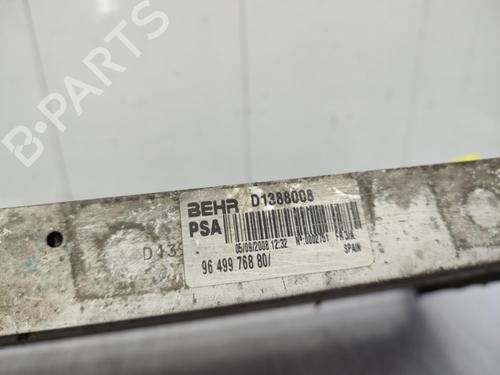 B-PARTS
BEHR D1388008
PSA
05/09/2008 12:32
SPAIN
96 499 768 80/
D13